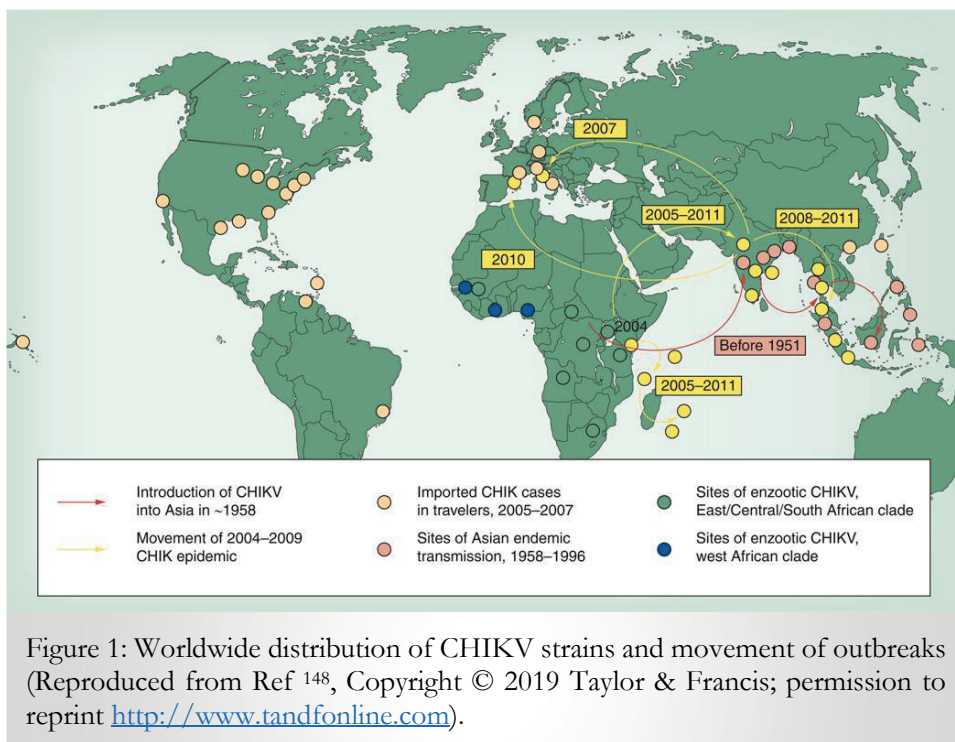 2007
2005–2011
2008–2011
2010
2004
Before 1951
2005–2011
Introduction of CHIKV
into Asia in ~1958
Movement of 2004–2009
CHIK epidemic
Imported CHIK cases
in travelers, 2005–2007
Sites of Asian endemic
transmission, 1958–1996
Sites of enzootic CHIKV,
East/Central/South African clade
Sites of enzootic CHIKV,
west African clade
Figure 1: Worldwide distribution of CHIKV strains and movement of outbreaks
(Reproduced from Ref 148, Copyright © 2019 Taylor & Francis; permission to
reprint http://www.tandfonline.com).